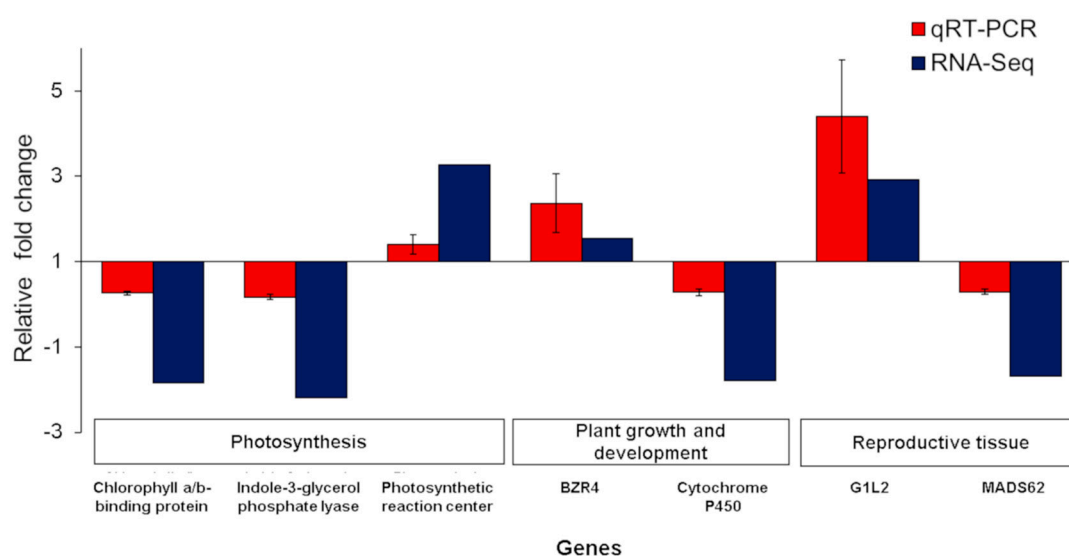 qRT-PCR
RNA-Seq
Relative fold change
5
3
1
-1
-3
Photosynthesis
Plant growth and
development
Reproductive tissue
Chlorophyll a/b-
binding protein
Indole-3-glycerol
phosphate lyase
Photosynthetic
reaction center
BZR4
Cytochrome
P450
G1L2
MADS62
Genes